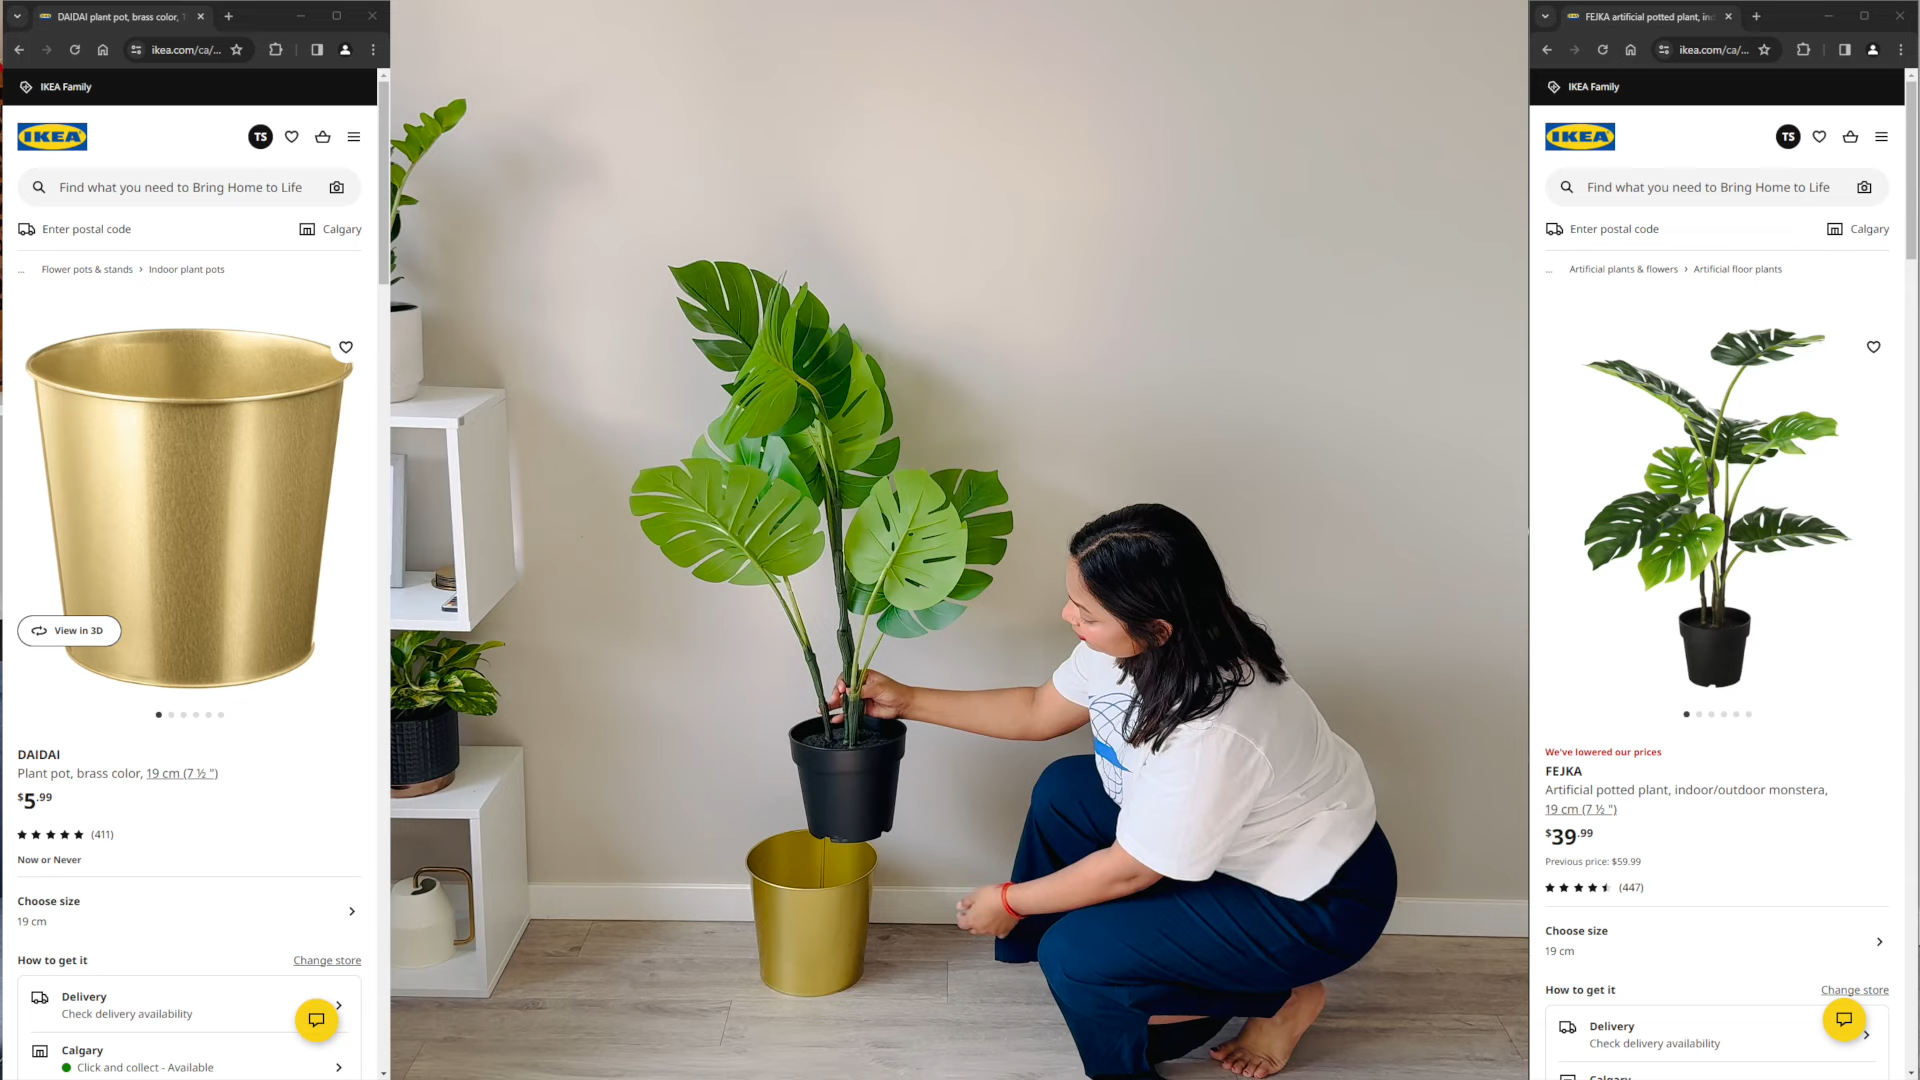 DAIDAI plant pot, brass color, 1
ikea.com/ca/...
IKEA Family
IKEA
TS
Find what you need to Bring Home to Life
Enter postal code
Calgary
... Flower pots & stands › Indoor plant pots
View in 3D
DAIDAI
Plant pot, brass color, 19 cm (7 ½ ")
$5.99
(411)
Now or Never
Choose size
19 cm
How to get it
Change store
Delivery
Check delivery availability
Calgary
Click and collect - Available
FEJKA artificial potted plant, in
ikea.com/ca/...
IKEA Family
IKEA
TS
Find what you need to Bring Home to Life
Enter postal code
Calgary
... Artificial plants & flowers › Artificial floor plants
We've lowered our prices
FEJKA
Artificial potted plant, indoor/outdoor monstera,
19 cm (7 ½ ")
$39.99
Previous price: $59.99
(447)
Choose size
19 cm
How to get it
Change store
Delivery
Check delivery availability
Calgary